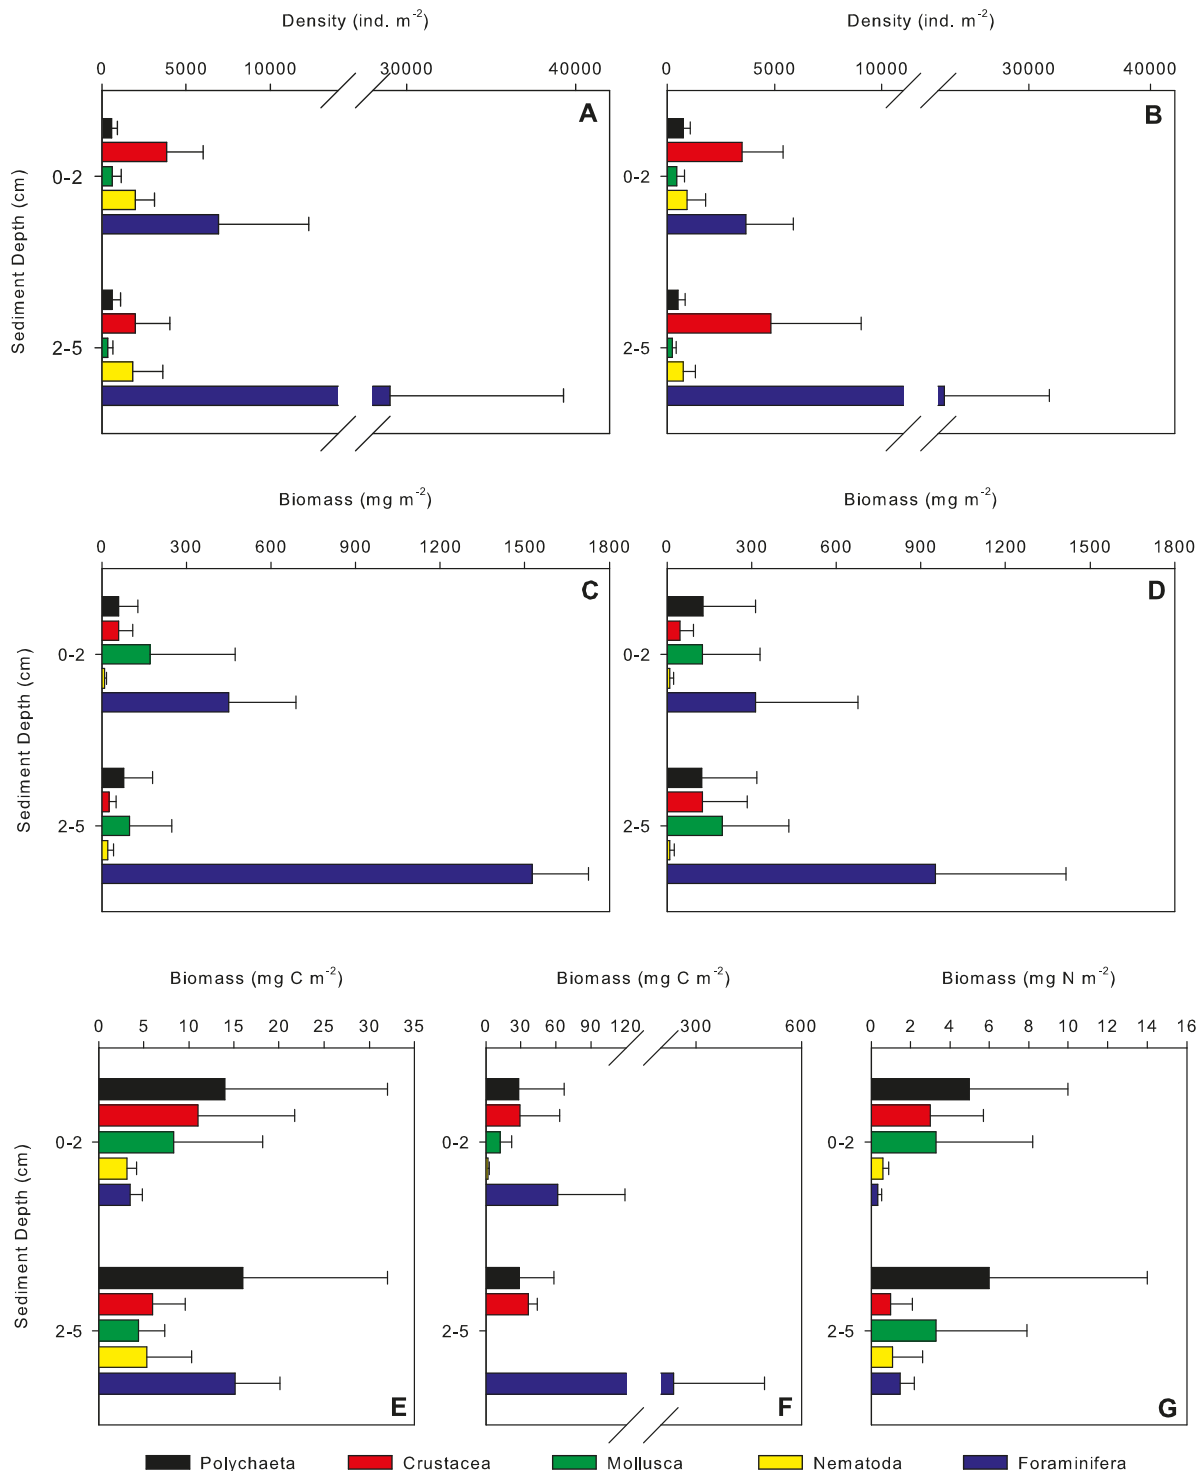 Density (ind. m-2)
Density (ind. m-2)
0 5000 10000 30000 40000
0 5000 10000 30000 40000
A
B
Sediment Depth (cm)
0-2
2-5
0-2
2-5
Biomass (mg m-2)
Biomass (mg m-2)
0 300 600 900 1200 1500 1800
0 300 600 900 1200 1500 1800
C
D
Sediment Depth (cm)
0-2
2-5
0-2
2-5
Biomass (mg C m-2)
Biomass (mg C m-2)
Biomass (mg N m-2)
0 5 10 15 20 25 30 35
0 30 60 90 120 300 600
0 2 4 6 8 10 12 14 16
Sediment Depth (cm)
0-2
2-5
0-2
2-5
0-2
2-5
E
F
G
Polychaeta Crustacea Mollusca Nematoda Foraminifera